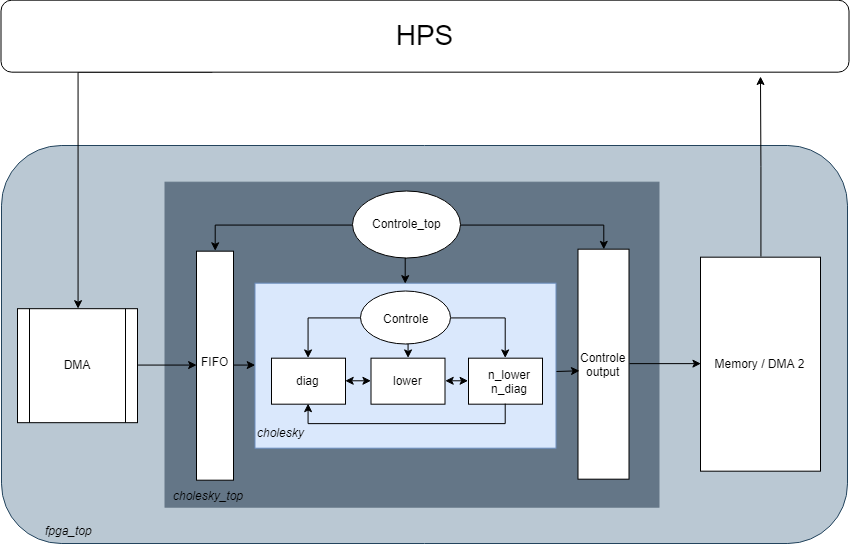 HPS
Controle_top
Controle
DMA
FIFO
diag
lower
n_lower
n_diag
Controle
output
Memory / DMA 2
cholesky
cholesky_top
fpga_top